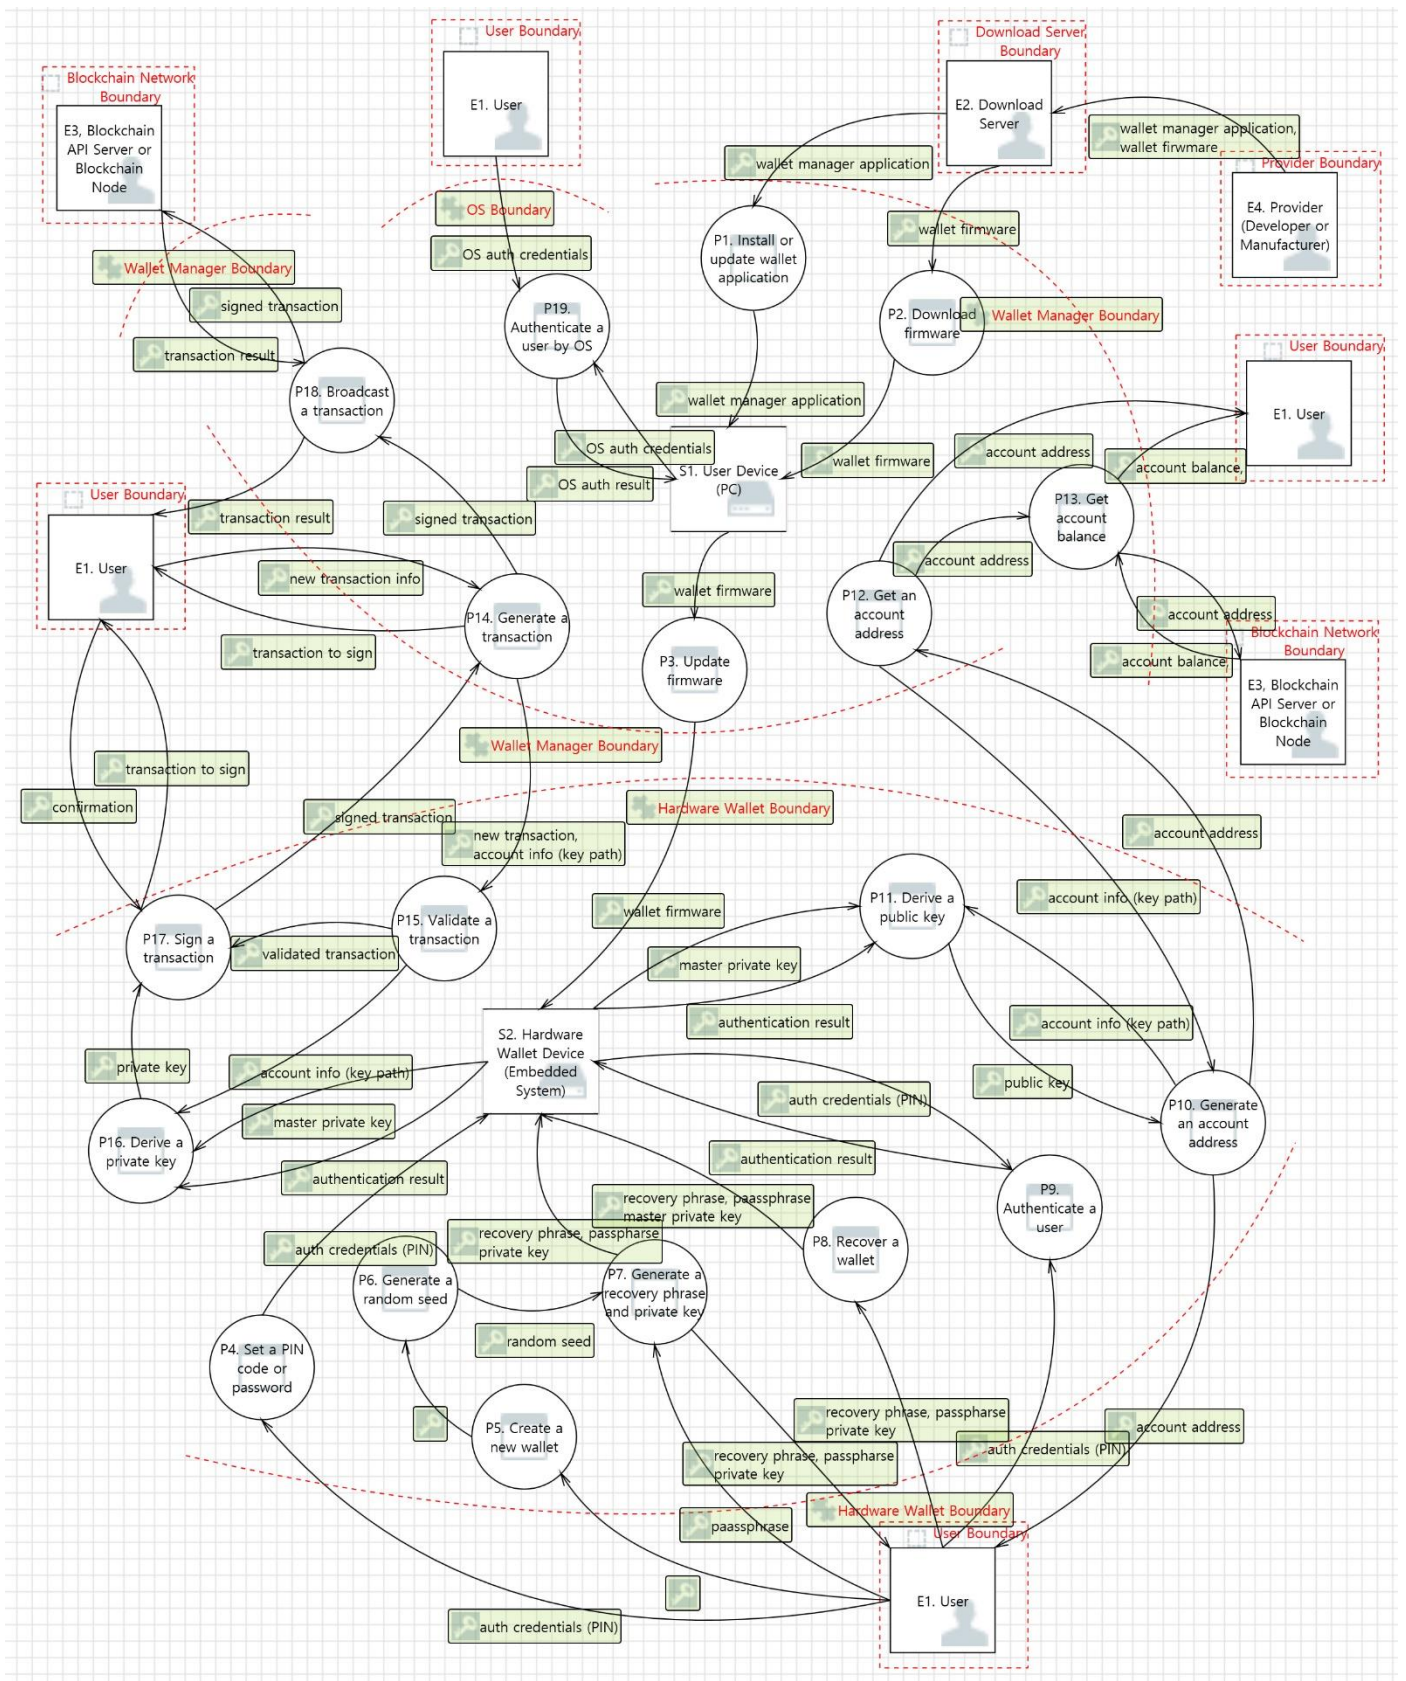 User Boundary
Download Server
Boundary
Blockchain Network
Boundary
E1. User
E2. Download
Server
E3, Blockchain
API Server or
Blockchain
Node
wallet manager application,
wallet firwmare
Provider Boundary
wallet manager application
E4. Provider
(Developer or
Manufacturer)
OS Boundary
wallet firmware
OS auth credentials
P1. Install or
update wallet
application
Wallet Manager Boundary
signed transaction
P19.
Authenticate a
user by OS
P2. Download
firmware
Wallet Manager Boundary
transaction result
User Boundary
P18. Broadcast
a transaction
wallet manager application
E1. User
OS auth credentials
account address
wallet firmware
account balance,
S1. User Device
(PC)
OS auth result
User Boundary
P13. Get
account
balance
transaction result
signed transaction
E1. User
account address
new transaction info
wallet firmware
P12. Get an
account
address
account address
P14. Generate a
transaction
Blockchain Network
Boundary
transaction to sign
P3. Update
firmware
account balance
E3, Blockchain
API Server or
Blockchain
Node
Wallet Manager Boundary
transaction to sign
confirmation
Hardware Wallet Boundary
signed transaction
new transaction,
account info (key path)
account address
P11. Derive a
public key
account info (key path)
wallet firmware
P15. Validate a
transaction
P17. Sign a
transaction
validated transaction
master private key
authentication result
account info (key path)
S2. Hardware
Wallet Device
(Embedded
System)
private key
account info (key path)
public key
auth credentials (PIN)
P10. Generate
an account
address
master private key
P16. Derive a
private key
authentication result
authentication result
recovery phrase, paassphrase
master private key
P9.
Authenticate a
user
recovery phrase, passpharse
private key
auth credentials (PIN)
P8. Recover a
wallet
P6. Generate a
random seed
P7. Generate a
recovery phrase
and private key
random seed
P4. Set a PIN
code or
password
recovery phrase, passpharse
private key
account address
P5. Create a
new wallet
auth credentials (PIN)
recovery phrase, passpharse
private key
Hardware Wallet Boundary
paassphrase
User Boundary
E1. User
auth credentials (PIN)